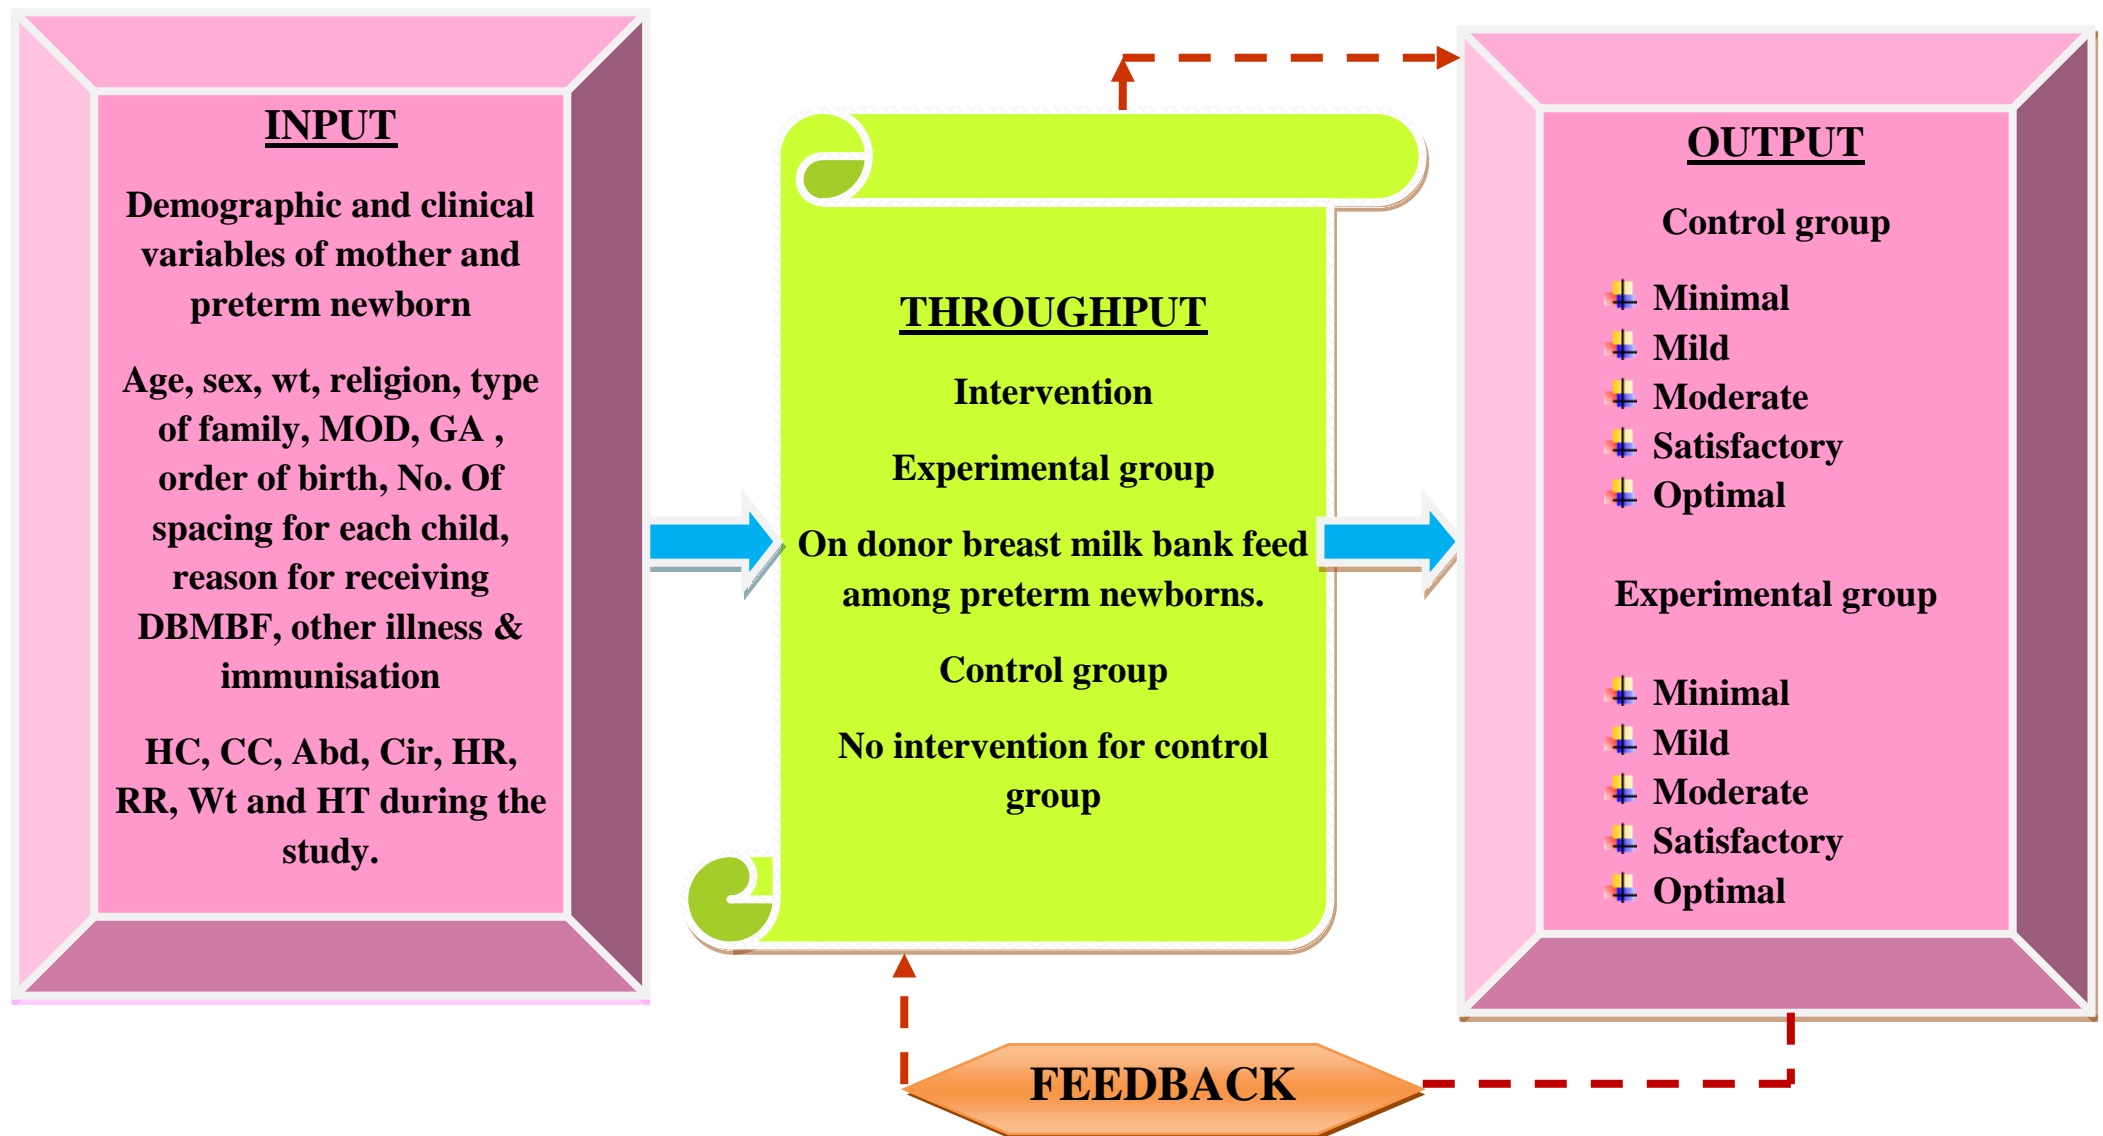 INPUT
Demographic and clinical
variables of mother and
preterm newborn
Age, sex, wt, religion, type
of family, MOD, GA ,
order of birth, No. Of
spacing for each child,
reason for receiving
DBMBF, other illness &
immunisation
HC, CC, Abd, Cir, HR,
RR, Wt and HT during the
study.
THROUGHPUT
Intervention
Experimental group
On donor breast milk bank feed
among preterm newborns.
Control group
No intervention for control
group
OUTPUT
Control group
Minimal
Mild
Moderate
Satisfactory
Optimal
Experimental group
Minimal
Mild
Moderate
Satisfactory
Optimal
FEEDBACK